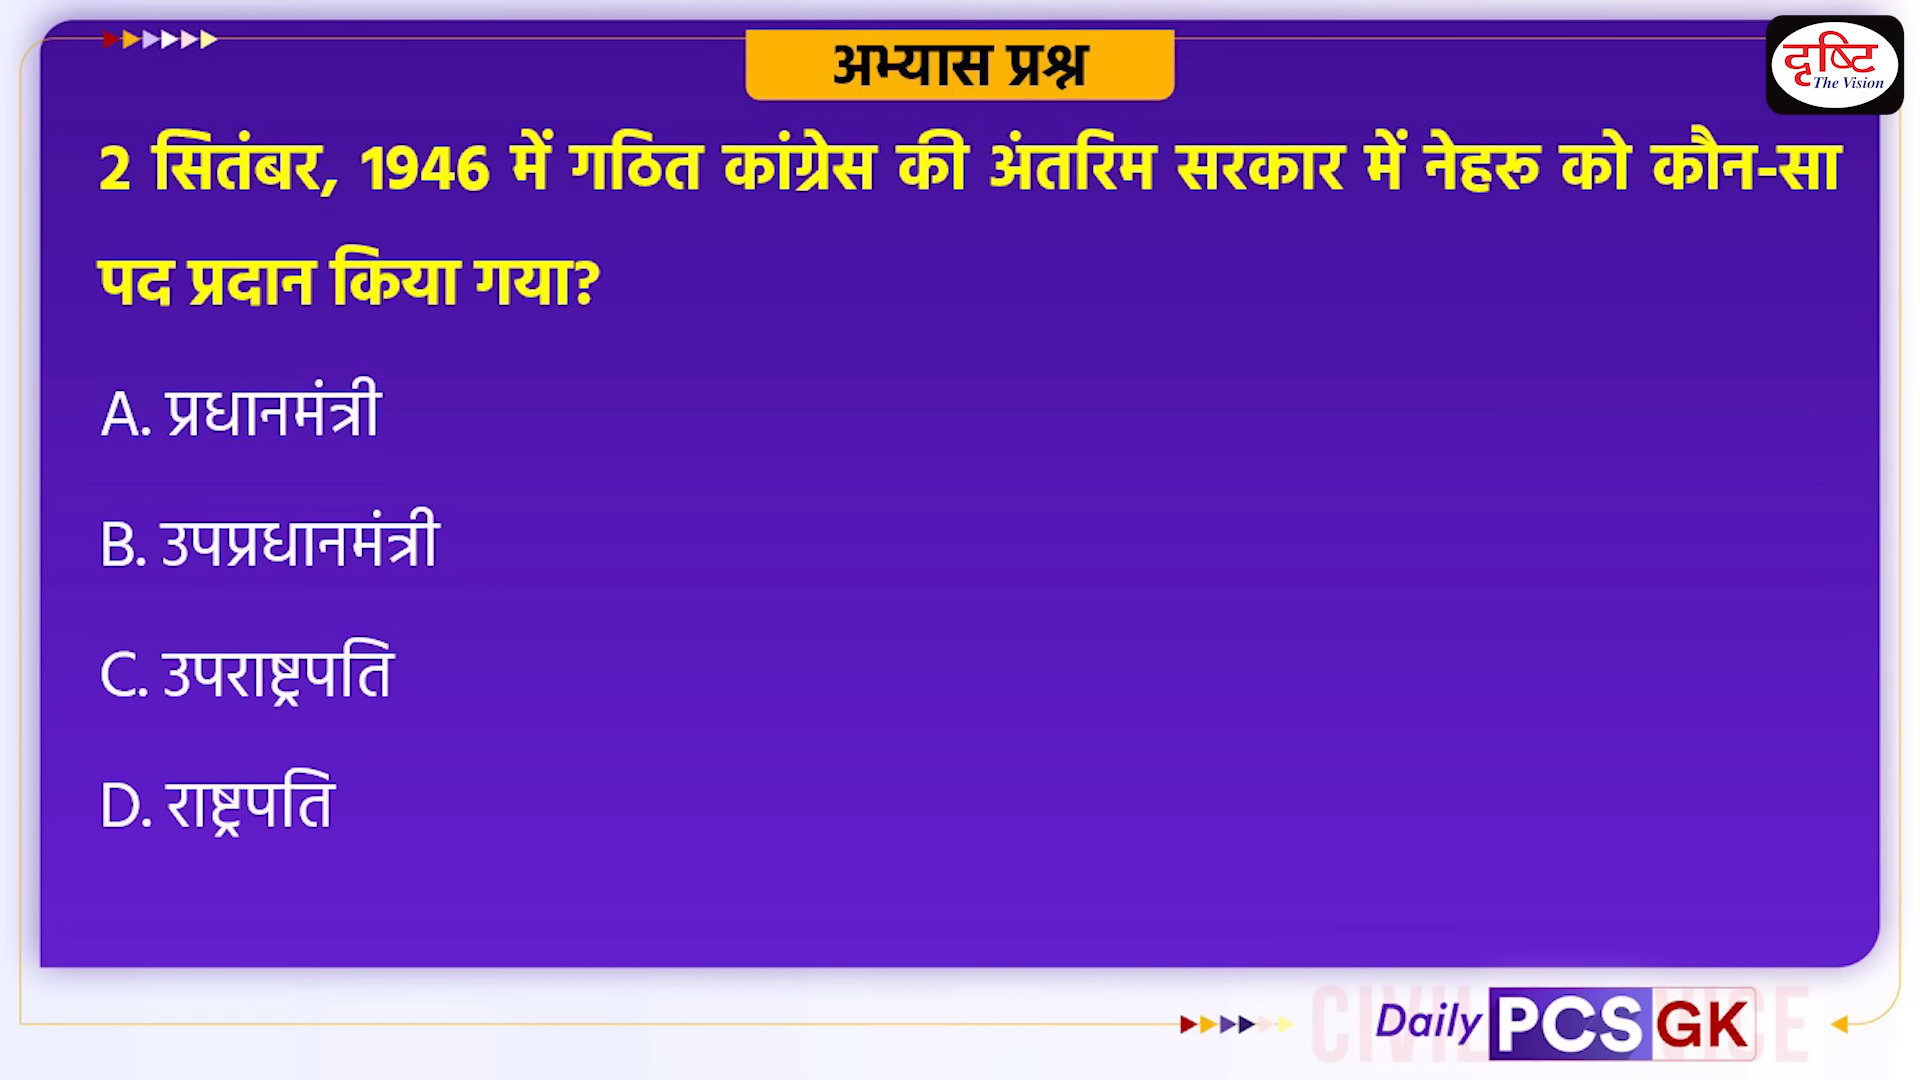 अभ्यास प्रश्न
दृष्टि
The Vision
2 सितंबर, 1946 में गठित कांग्रेस की अंतरिम सरकार में नेहरू को कौन-सा
पद प्रदान किया गया?
A. प्रधानमंत्री
B. उपप्रधानमंत्री
C. उपराष्ट्रपति
D. राष्ट्रपति
Daily PCS GK